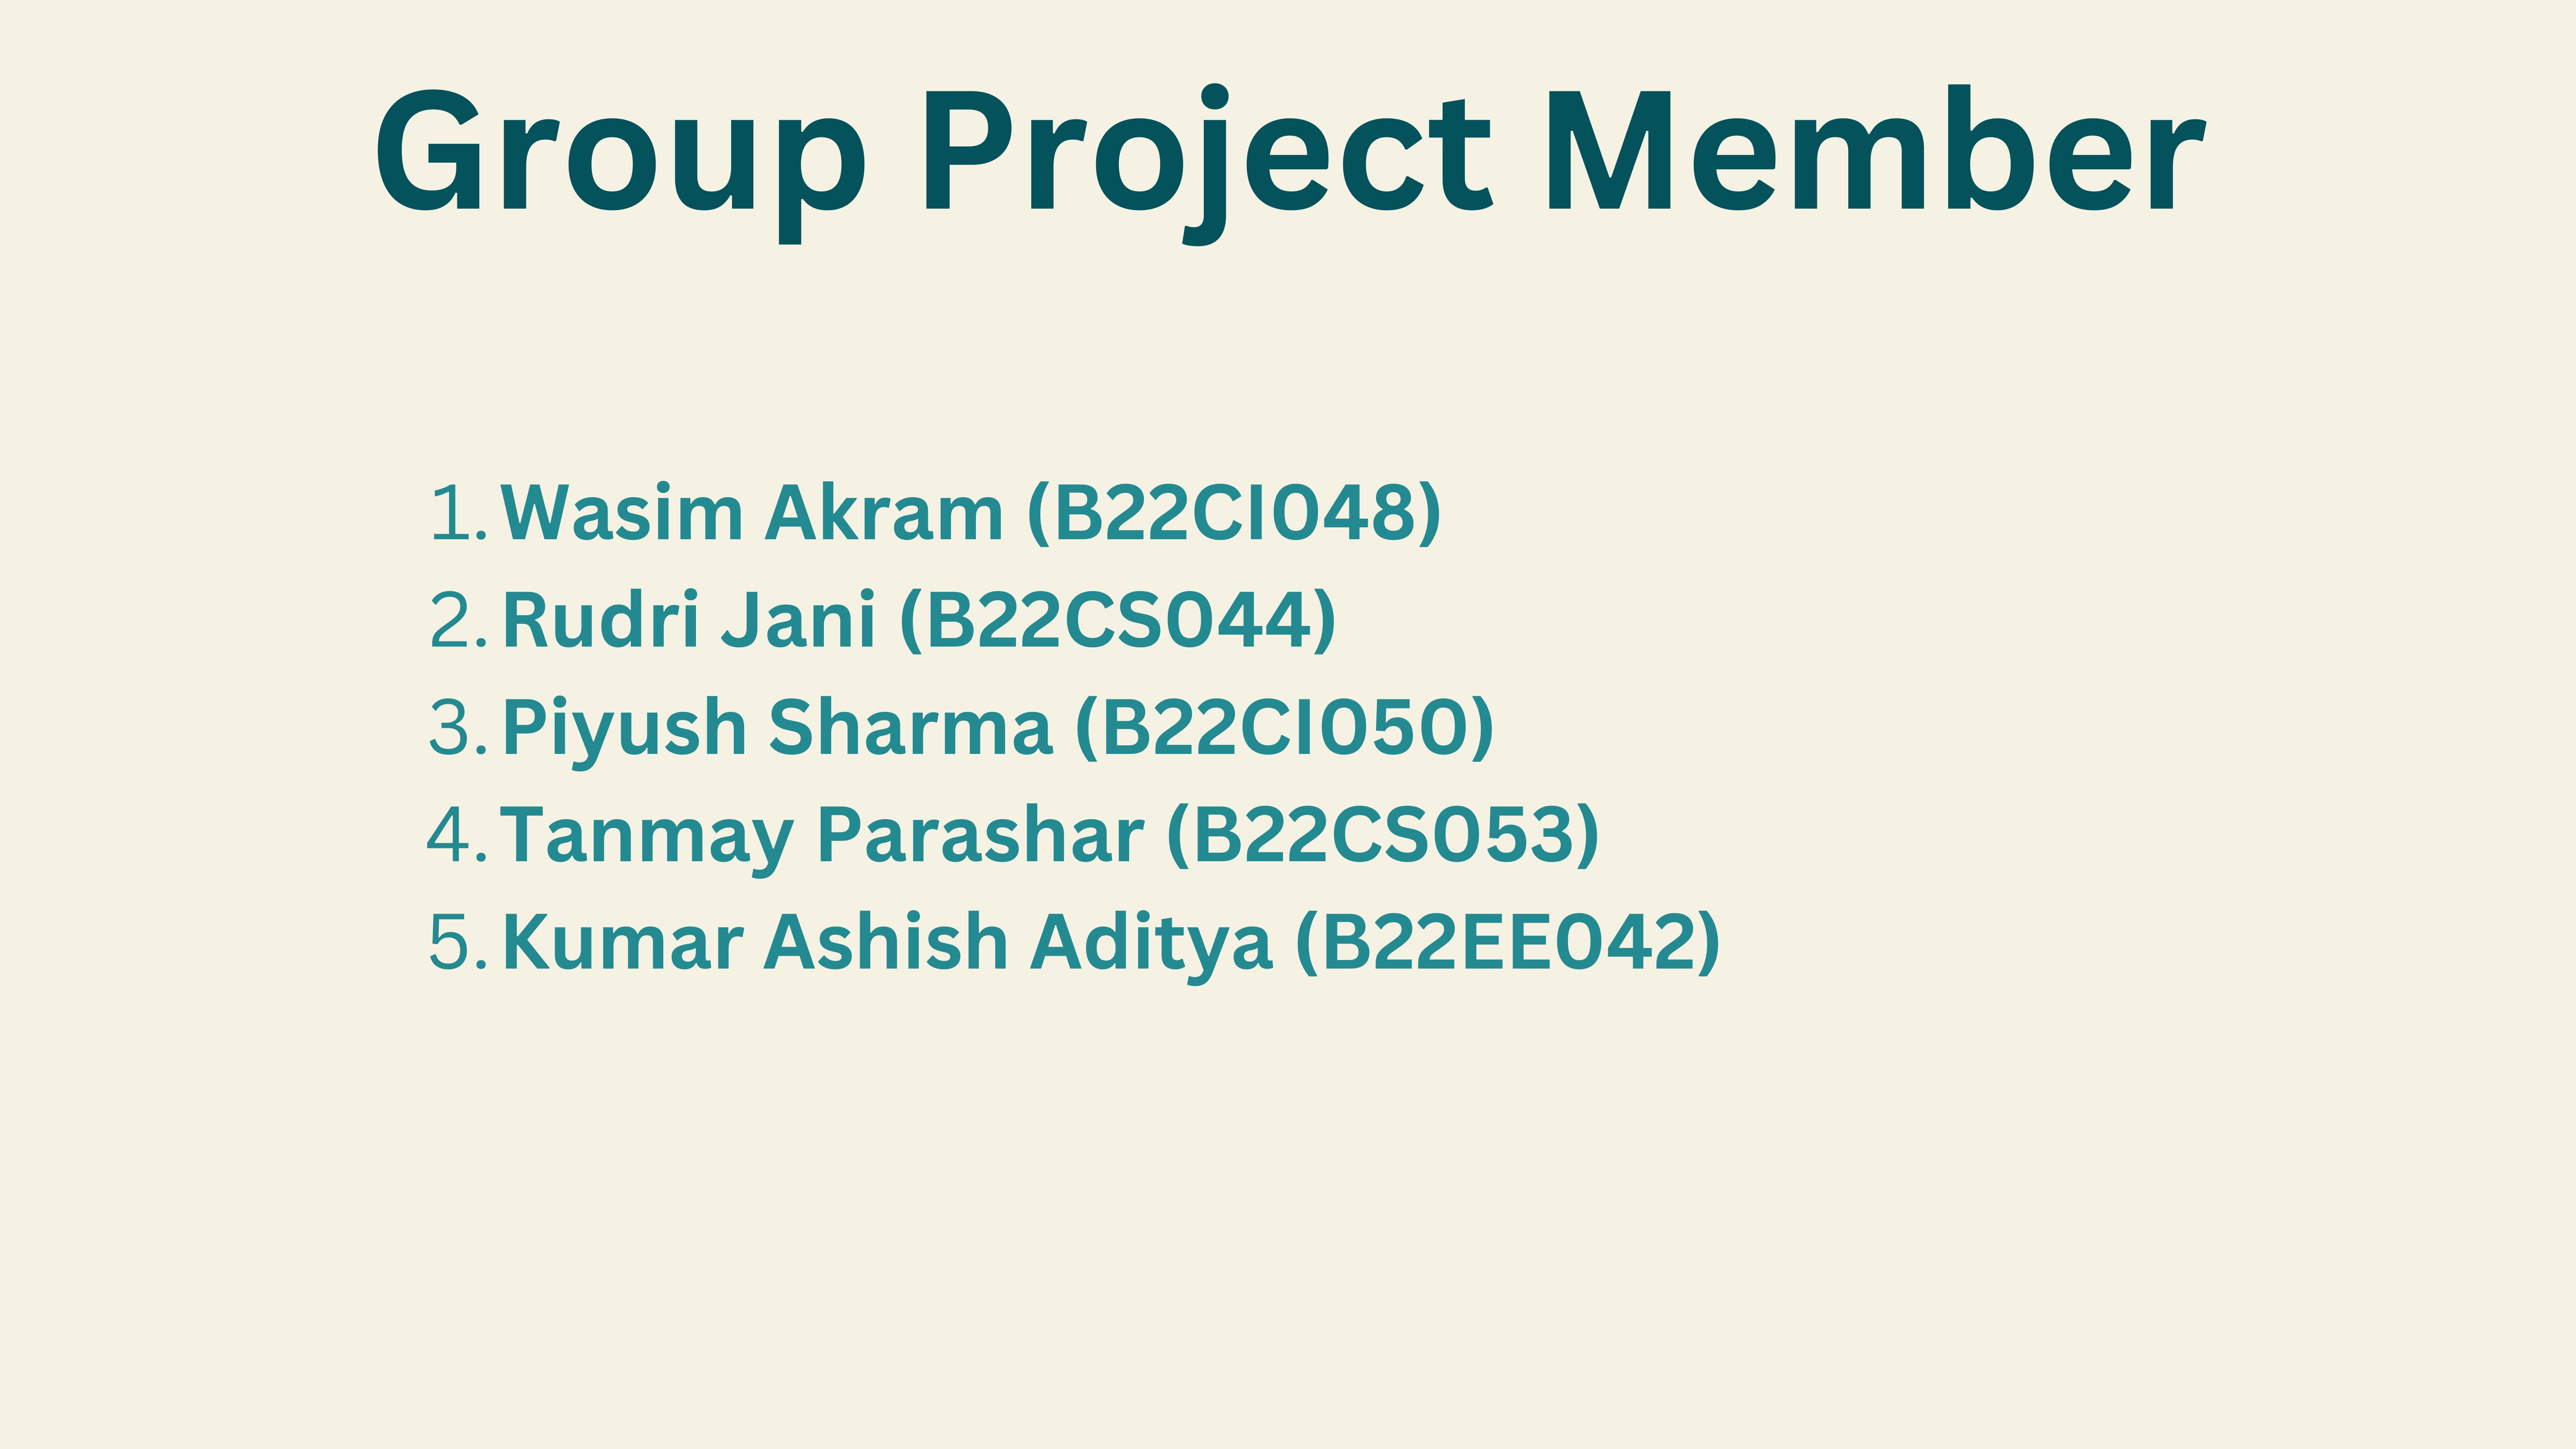 Group Project Member
1. Wasim Akram (B22CI048)
2. Rudri Jani (B22CS044)
3. Piyush Sharma (B22CI050)
4. Tanmay Parashar (B22CS053)
5. Kumar Ashish Aditya (B22EE042)